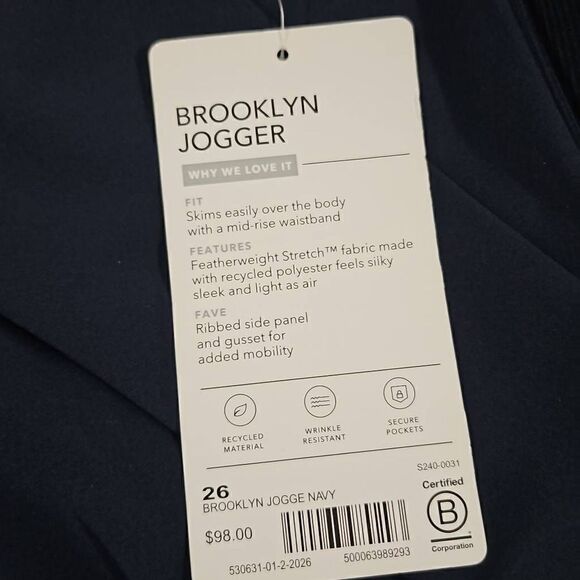 BROOKLYN
JOGGER
WHY WE LOVE IT
FIT
Skims easily over the body
with a mid-rise waistband
FEATURES
Featherweight Stretch™ fabric made
with recycled polyester feels silky
sleek and light as air
FAVE
Ribbed side panel
and gusset for
added mobility
RECYCLED
MATERIAL
WRINKLE
RESISTANT
SECURE
POCKETS
S240-0031
26
BROOKLYN JOGGE NAVY
$98.00
530631-01-2-2026
500063989293
Certified
B
Corporation